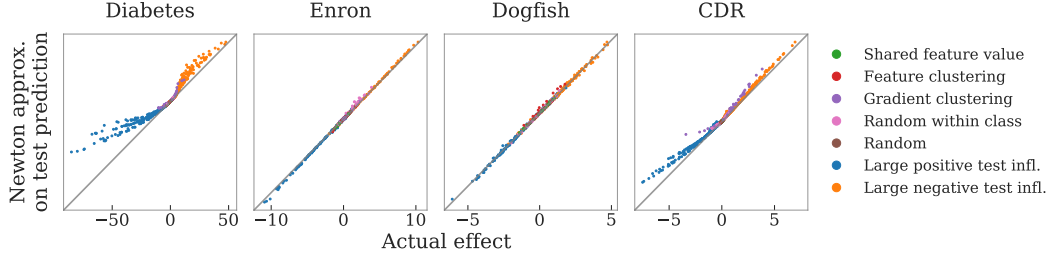 Diabetes Enron Dogfish CDR
Newton approx.
on test prediction
Shared feature value
Feature clustering
Gradient clustering
Random within class
Random
Large positive test infl.
Large negative test infl.
−50 0 50 −10 0 10 −5 0 5 −5 0 5
Actual effect